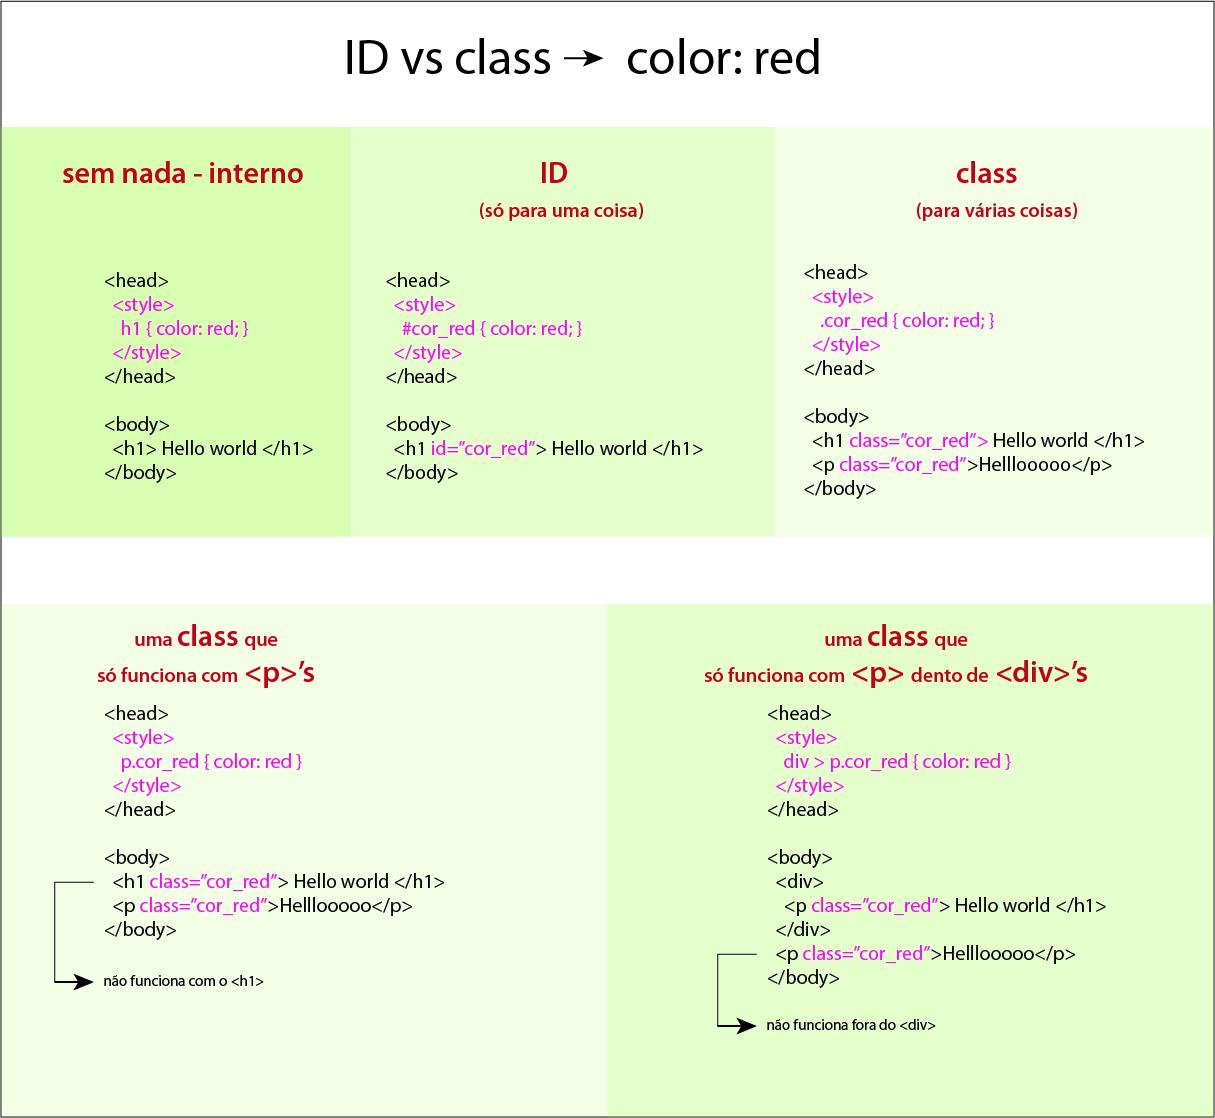 ID vs class → color: red
sem nada - interno
<head>
<style>
h1 { color: red; }
</style>
</head>
<body>
<h1> Hello world </h1>
</body>
ID
(só para uma coisa)
<head>
<style>
#cor_red { color: red; }
</style>
</head>
<body>
<h1 id=”cor_red”> Hello world </h1>
</body>
class
(para várias coisas)
<head>
<style>
.cor_red { color: red; }
</style>
</head>
<body>
<h1 class=”cor_red”> Hello world </h1>
<p class=”cor_red”>Helllooooo</p>
</body>
uma class que
só funciona com <p>’s
<head>
<style>
p.cor_red { color: red }
</style>
</head>
<body>
<h1 class=”cor_red”> Hello world </h1>
<p class=”cor_red”>Helllooooo</p>
</body>
não funciona com o <h1>
uma class que
só funciona com <p> dento de <div>’s
<head>
<style>
div > p.cor_red { color: red }
</style>
</head>
<body>
<div>
<p class=”cor_red”> Hello world </h1>
</div>
<p class=”cor_red”>Helllooooo</p>
</body>
não funciona fora do <div>